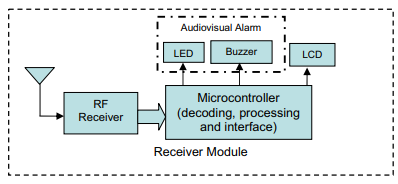 Audiovisual Alarm
LED
Buzzer
LCD
RF
Receiver
Microcontroller
(decoding, processing
and interface)
Receiver Module